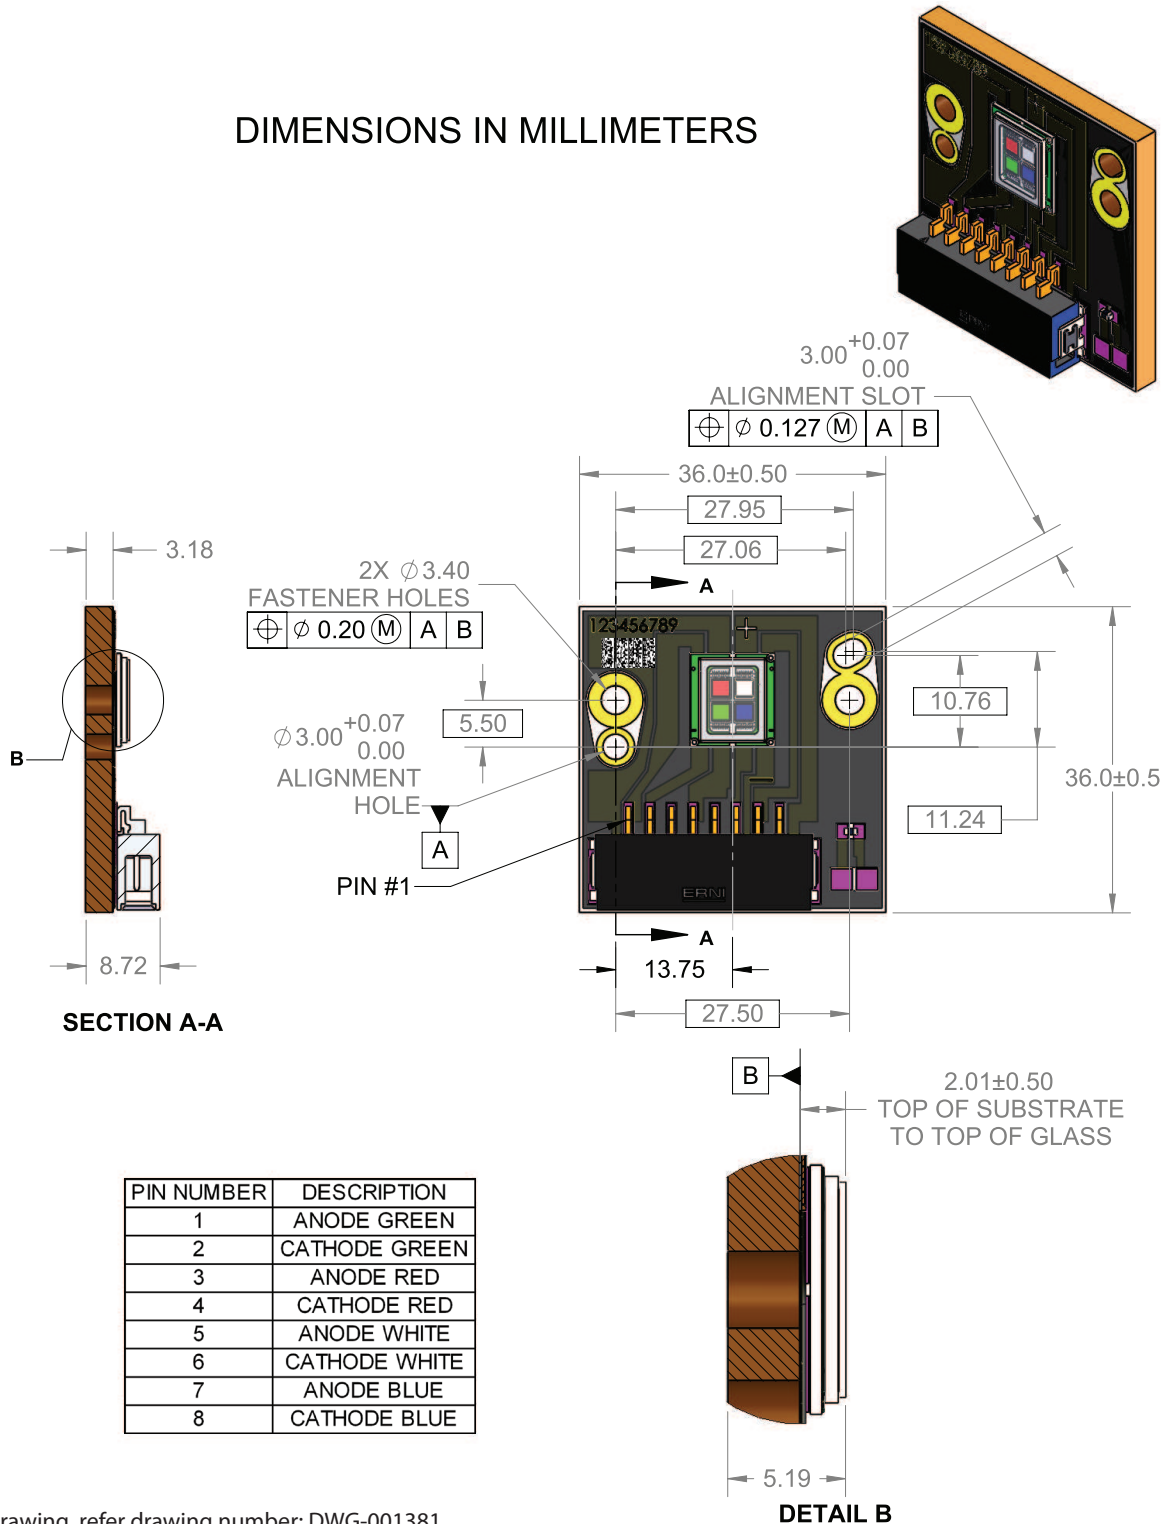 DIMENSIONS IN MILLIMETERS
123456789
ERNI
3.00 +0.07
0.00
ALIGNMENT SLOT
⌖ ∅ 0.127 Ⓜ A B
36.0±0.50
27.95
27.06
3.18
2X ∅3.40
FASTENER HOLES
⌖ ∅ 0.20 Ⓜ A B
A
123456789
5.50
10.76
∅3.00 +0.07
0.00
ALIGNMENT
HOLE
A
B
36.0±0.5
11.24
PIN #1
ERNI
A
8.72
13.75
27.50
SECTION A-A
B
2.01±0.50
TOP OF SUBSTRATE
TO TOP OF GLASS
PIN NUMBER DESCRIPTION
1 ANODE GREEN
2 CATHODE GREEN
3 ANODE RED
4 CATHODE RED
5 ANODE WHITE
6 CATHODE WHITE
7 ANODE BLUE
8 CATHODE BLUE
5.19
DETAIL B
rawing, refer drawing number: DWG-001381